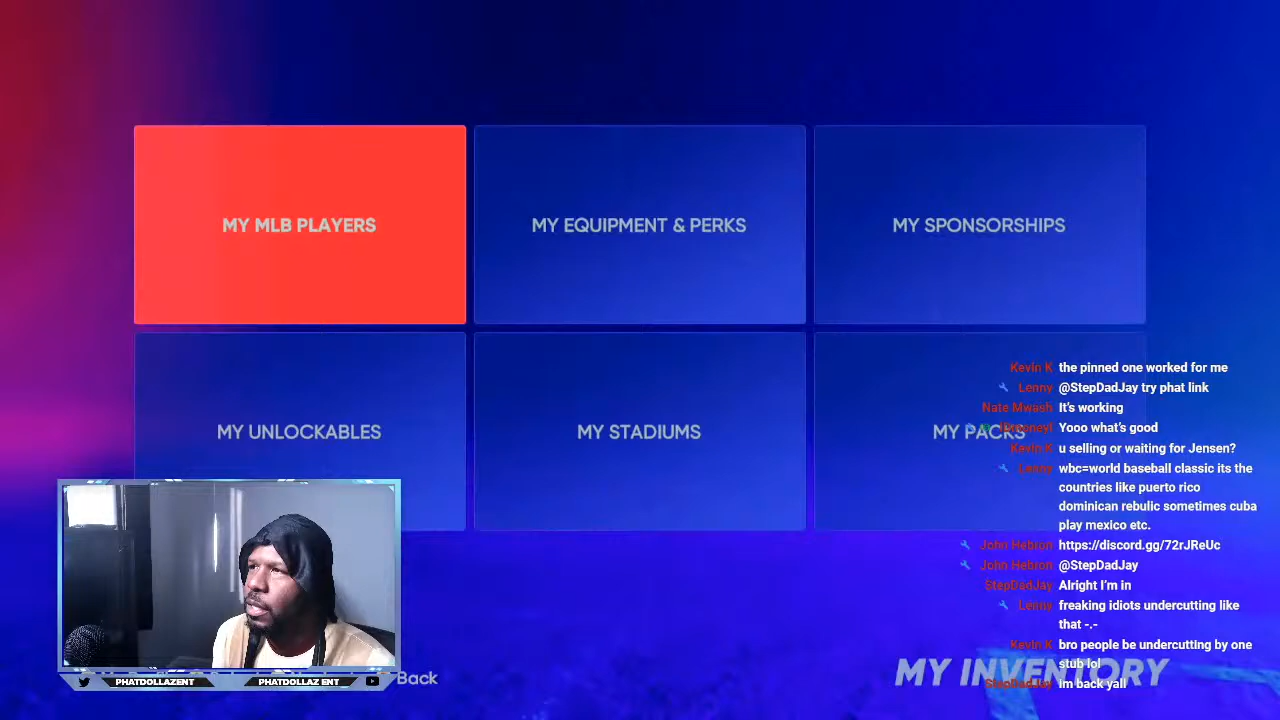 MY MLB PLAYERS
MY EQUIPMENT & PERKS
MY SPONSORSHIPS
MY UNLOCKABLES
MY STADIUMS
MY PACKS
Kevin K the pinned one worked for me
Lenny @StepDadJay try phat link
Nate Mwash It's working
Yooo what's good
Kevin K u selling or waiting for Jensen?
Lenny wbc=world baseball classic its the
countries like puerto rico
dominican rebulic sometimes cuba
play mexico etc.
John Hebron https://discord.gg/72rJReUc
John Hebron @StepDadJay
StepDadJay Alright I'm in
Lenny freaking idiots undercutting like
that -.-
Kevin K bro people be undercutting by one
stub lol
StepDadJay im back yall
PHATDOLLAZENT
PHATDOLLAZ ENT
Back
MY INVENTORY